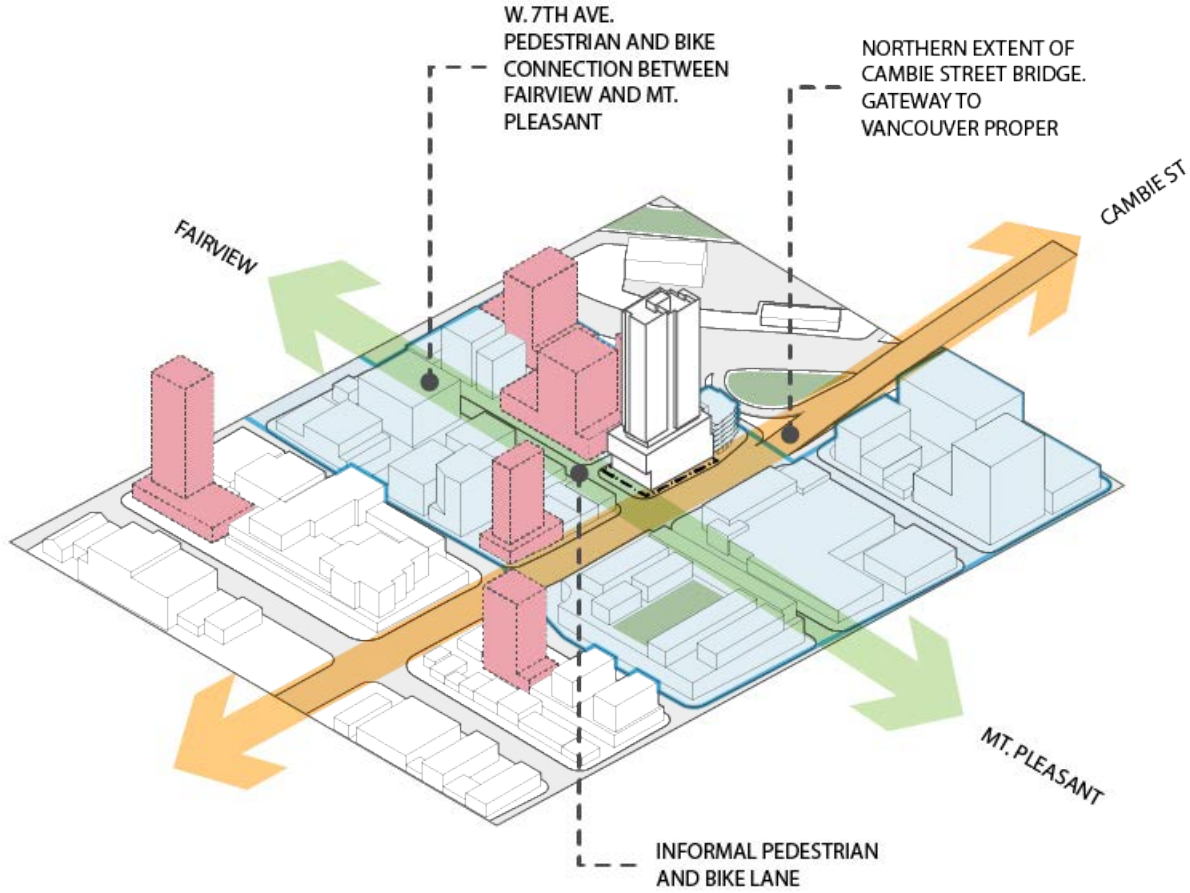 W. 7TH AVE.
PEDESTRIAN AND BIKE
CONNECTION BETWEEN
FAIRVIEW AND MT.
PLEASANT
NORTHERN EXTENT OF
CAMBIE STREET BRIDGE.
GATEWAY TO
VANCOUVER PROPER
CAMBIE ST
FAIRVIEW
MT. PLEASANT
INFORMAL PEDESTRIAN
AND BIKE LANE